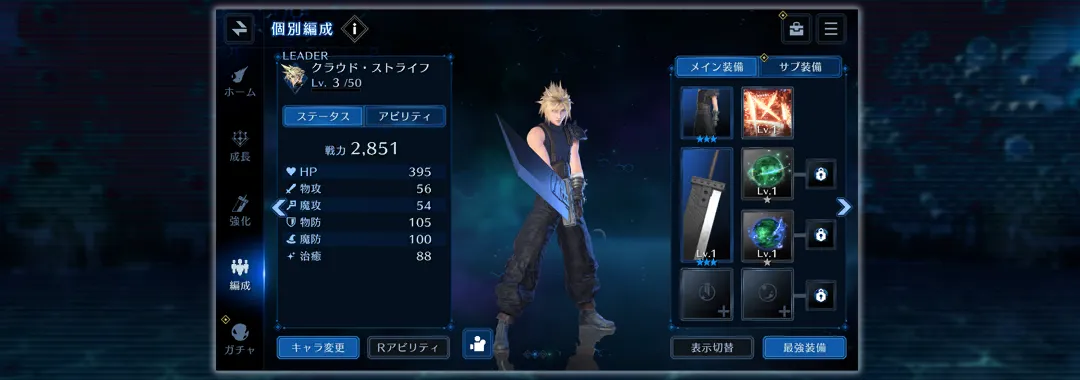 個別編成
i
LEADER
クラウド・ストライフ
Lv. 3 /50
ステータス
アビリティ
戦力 2,851
HP 395
物攻 56
魔攻 54
物防 105
魔防 100
治癒 88
キャラ変更
Rアビリティ
ホーム
成長
強化
編成
ガチャ
メイン装備
サブ装備
Lv.1
Lv.1
Lv.1
Lv.1
表示切替
最強装備